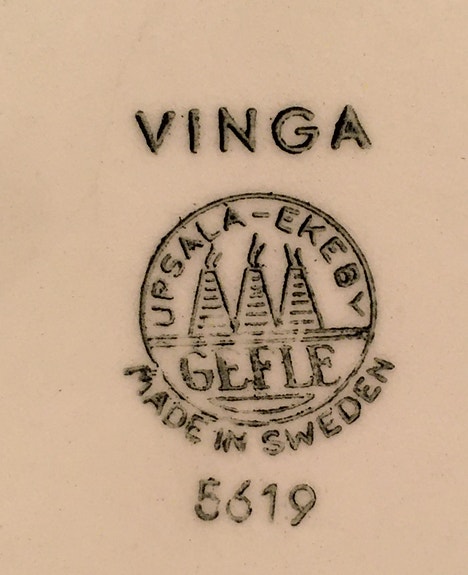 VINGA
UPSALA-EKEBY
GEFLE
MADE IN SWEDEN
5619